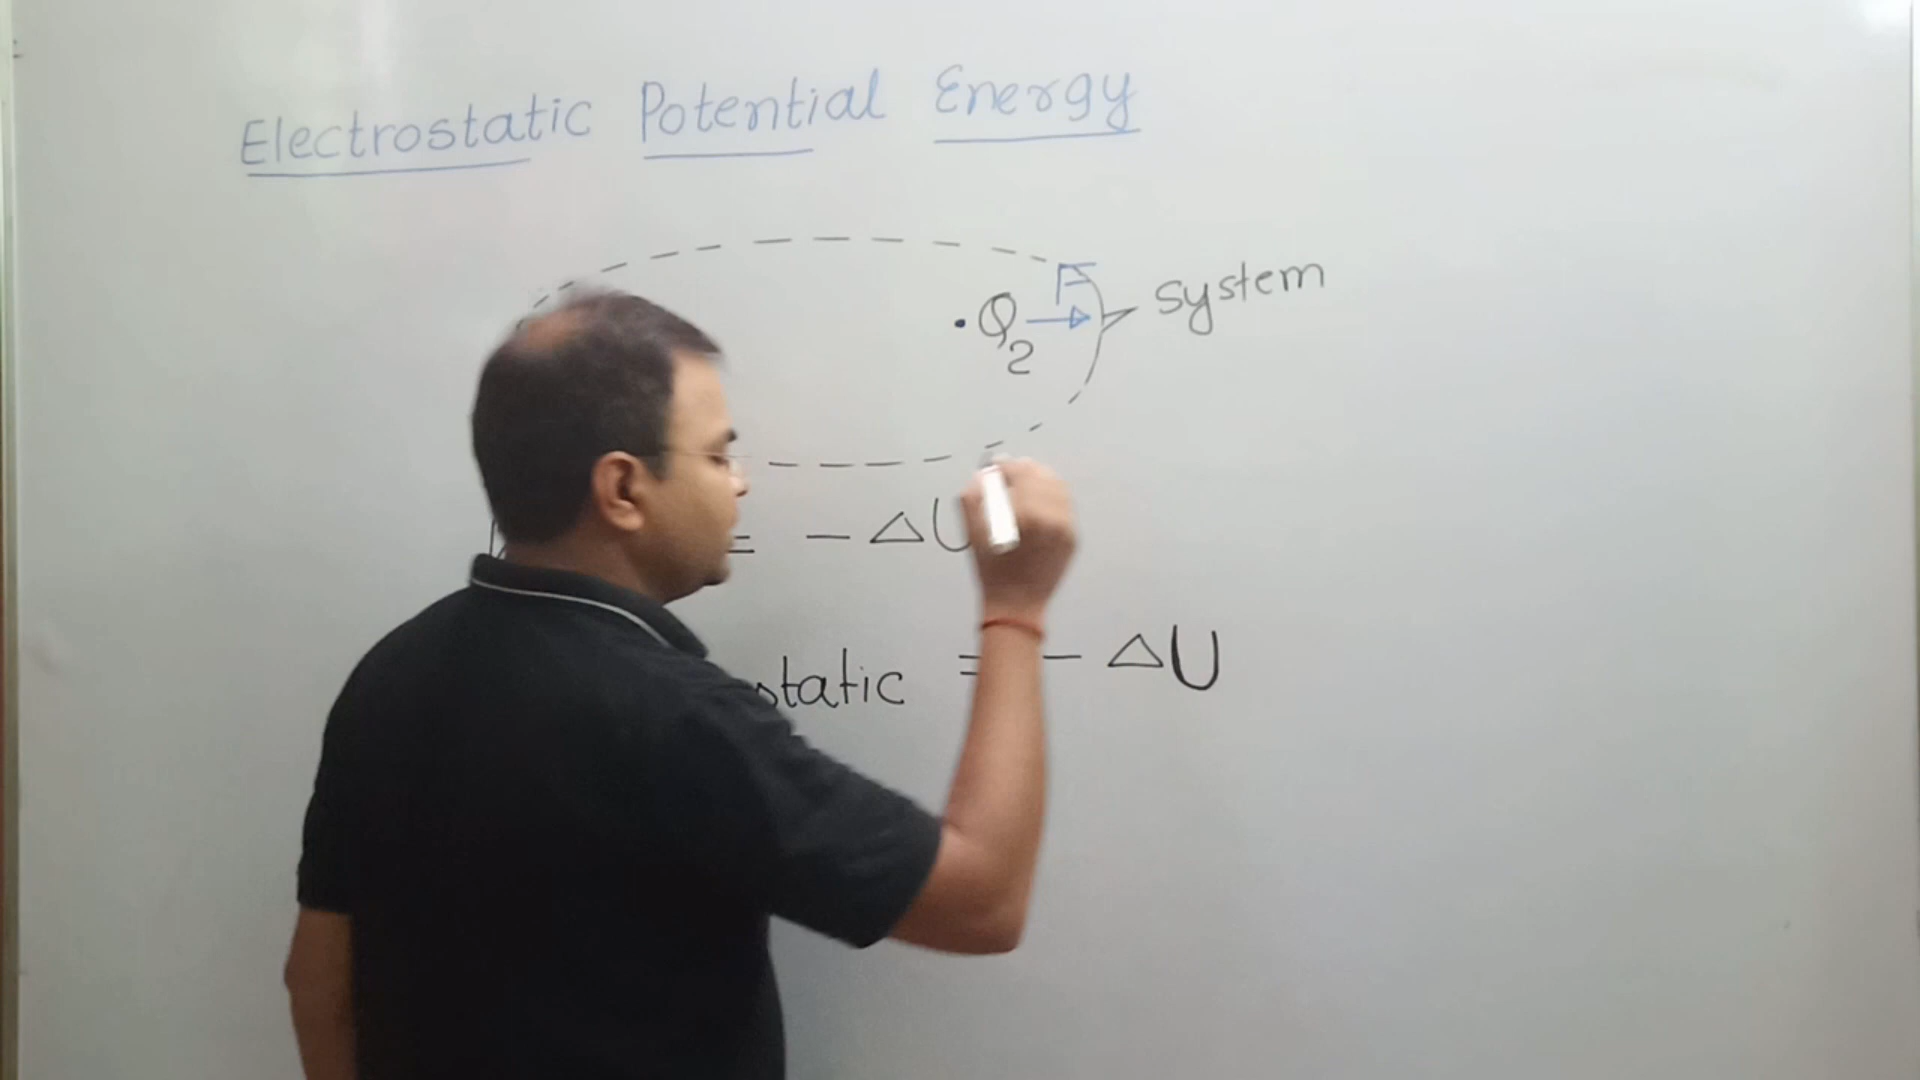 Electrostatic Potential Energy
F
. Q2 System
= - ΔU
static = - ΔU